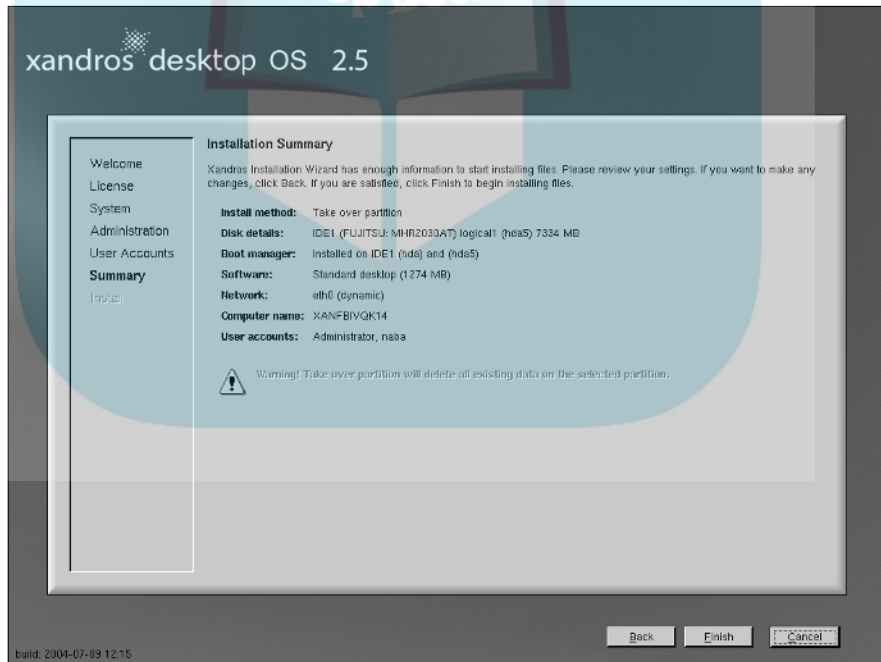 xandros desktop OS 2.5
Welcome
License
System
Administration
User Accounts
Summary
Install
Installation Summary
Xandros Installation Wizard has enough information to start installing files. Please review your settings. If you want to make any
changes, click Back. If you are satisfied, click Finish to begin installing files.
Install method: Take over partition
Disk details: IDE1 (FUJITSU: MHR2030AT) logical1 (hda5) 7334 MB
Boot manager: Installed on IDE1 (hda) and (hda5)
Software: Standard desktop (1274 MB)
Network: eth0 (dynamic)
Computer name: XANFBIVQK14
User accounts: Administrator, naba
Warning! Take over partition will delete all existing data on the selected partition.
Back Finish Cancel
build: 2004-07-09 12:15